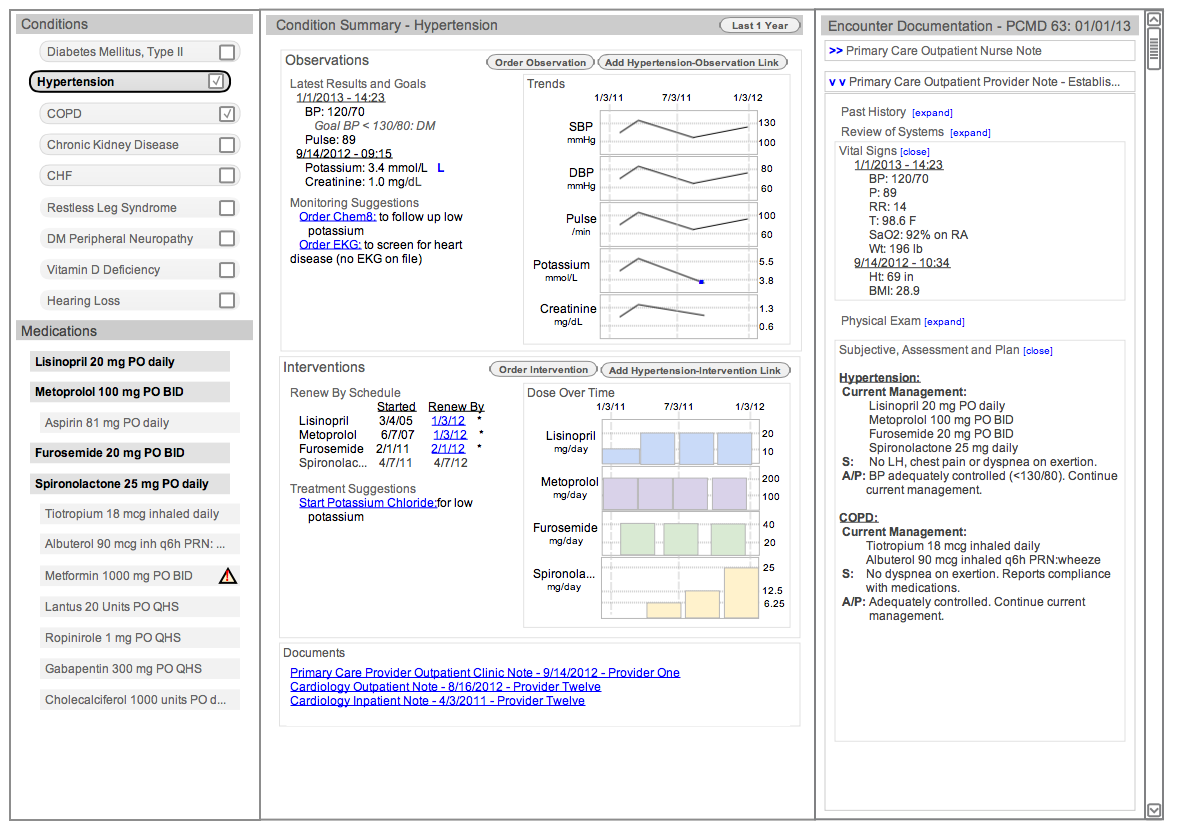 Conditions
Diabetes Mellitus, Type II
Hypertension
COPD
Chronic Kidney Disease
CHF
Restless Leg Syndrome
DM Peripheral Neuropathy
Vitamin D Deficiency
Hearing Loss
Medications
Lisinopril 20 mg PO daily
Metoprolol 100 mg PO BID
Aspirin 81 mg PO daily
Furosemide 20 mg PO BID
Spironolactone 25 mg PO daily
Tiotropium 18 mcg inhaled daily
Albuterol 90 mcg inh q6h PRN: ...
Metformin 1000 mg PO BID
Lantus 20 Units PO QHS
Ropinirole 1 mg PO QHS
Gabapentin 300 mg PO QHS
Cholecalciferol 1000 units PO d...
Condition Summary - Hypertension
Last 1 Year
Observations
Order Observation
Add Hypertension-Observation Link
Latest Results and Goals
1/1/2013 - 14:23
BP: 120/70
Goal BP < 130/80: DM
Pulse: 89
9/14/2012 - 09:15
Potassium: 3.4 mmol/L L
Creatinine: 1.0 mg/dL
Monitoring Suggestions
Order Chem8: to follow up low
potassium
Order EKG: to screen for heart
disease (no EKG on file)
Trends
1/3/11 7/3/11 1/3/12
SBP
mmHg
130
100
DBP
mmHg
80
60
Pulse
/min
100
60
Potassium
mmol/L
5.5
3.8
Creatinine
mg/dL
1.3
0.6
Interventions
Order Intervention
Add Hypertension-Intervention Link
Renew By Schedule
Started Renew By
Lisinopril 3/4/05 1/3/12 *
Metoprolol 6/7/07 1/3/12 *
Furosemide 2/1/11 2/1/12 *
Spironolac... 4/7/11 4/7/12
Treatment Suggestions
Start Potassium Chloride:for low
potassium
Dose Over Time
1/3/11 7/3/11 1/3/12
Lisinopril
mg/day
20
10
Metoprolol
mg/day
200
100
Furosemide
mg/day
40
20
Spironola...
mg/day
25
12.5
6.25
Documents
Primary Care Provider Outpatient Clinic Note - 9/14/2012 - Provider One
Cardiology Outpatient Note - 8/16/2012 - Provider Twelve
Cardiology Inpatient Note - 4/3/2011 - Provider Twelve
Encounter Documentation - PCMD 63: 01/01/13
>> Primary Care Outpatient Nurse Note
v v Primary Care Outpatient Provider Note - Establis...
Past History [expand]
Review of Systems [expand]
Vital Signs [close]
1/1/2013 - 14:23
BP: 120/70
P: 89
RR: 14
T: 98.6 F
SaO2: 92% on RA
Wt: 196 lb
9/14/2012 - 10:34
Ht: 69 in
BMI: 28.9
Physical Exam [expand]
Subjective, Assessment and Plan [close]
Hypertension:
Current Management:
Lisinopril 20 mg PO daily
Metoprolol 100 mg PO BID
Furosemide 20 mg PO BID
Spironolactone 25 mg daily
S: No LH, chest pain or dyspnea on exertion.
A/P: BP adequately controlled (<130/80). Continue
current management.
COPD:
Current Management:
Tiotropium 18 mcg inhaled daily
Albuterol 90 mcg inhaled q6h PRN:wheeze
S: No dyspnea on exertion. Reports compliance
with medications.
A/P: Adequately controlled. Continue current
management.